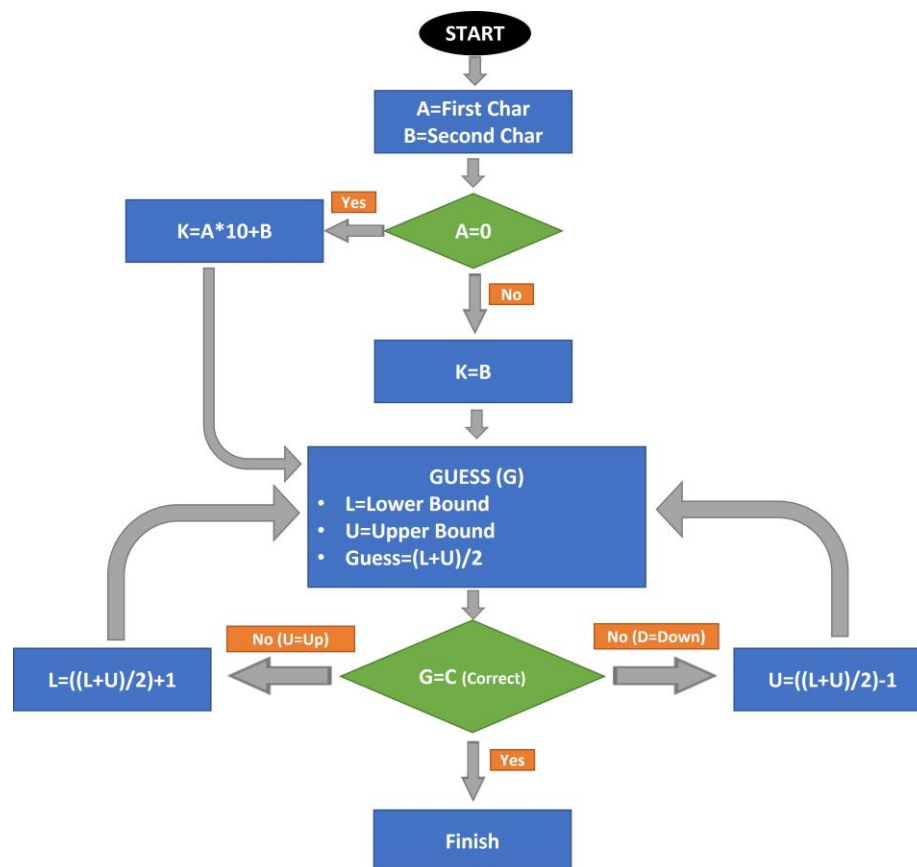 START
A=First Char
B=Second Char
Yes
K=A*10+B
A=0
No
K=B
GUESS (G)
• L=Lower Bound
• U=Upper Bound
• Guess=(L+U)/2
No (U=Up)
No (D=Down)
L=((L+U)/2)+1
G=C (Correct)
U=((L+U)/2)-1
Yes
Finish